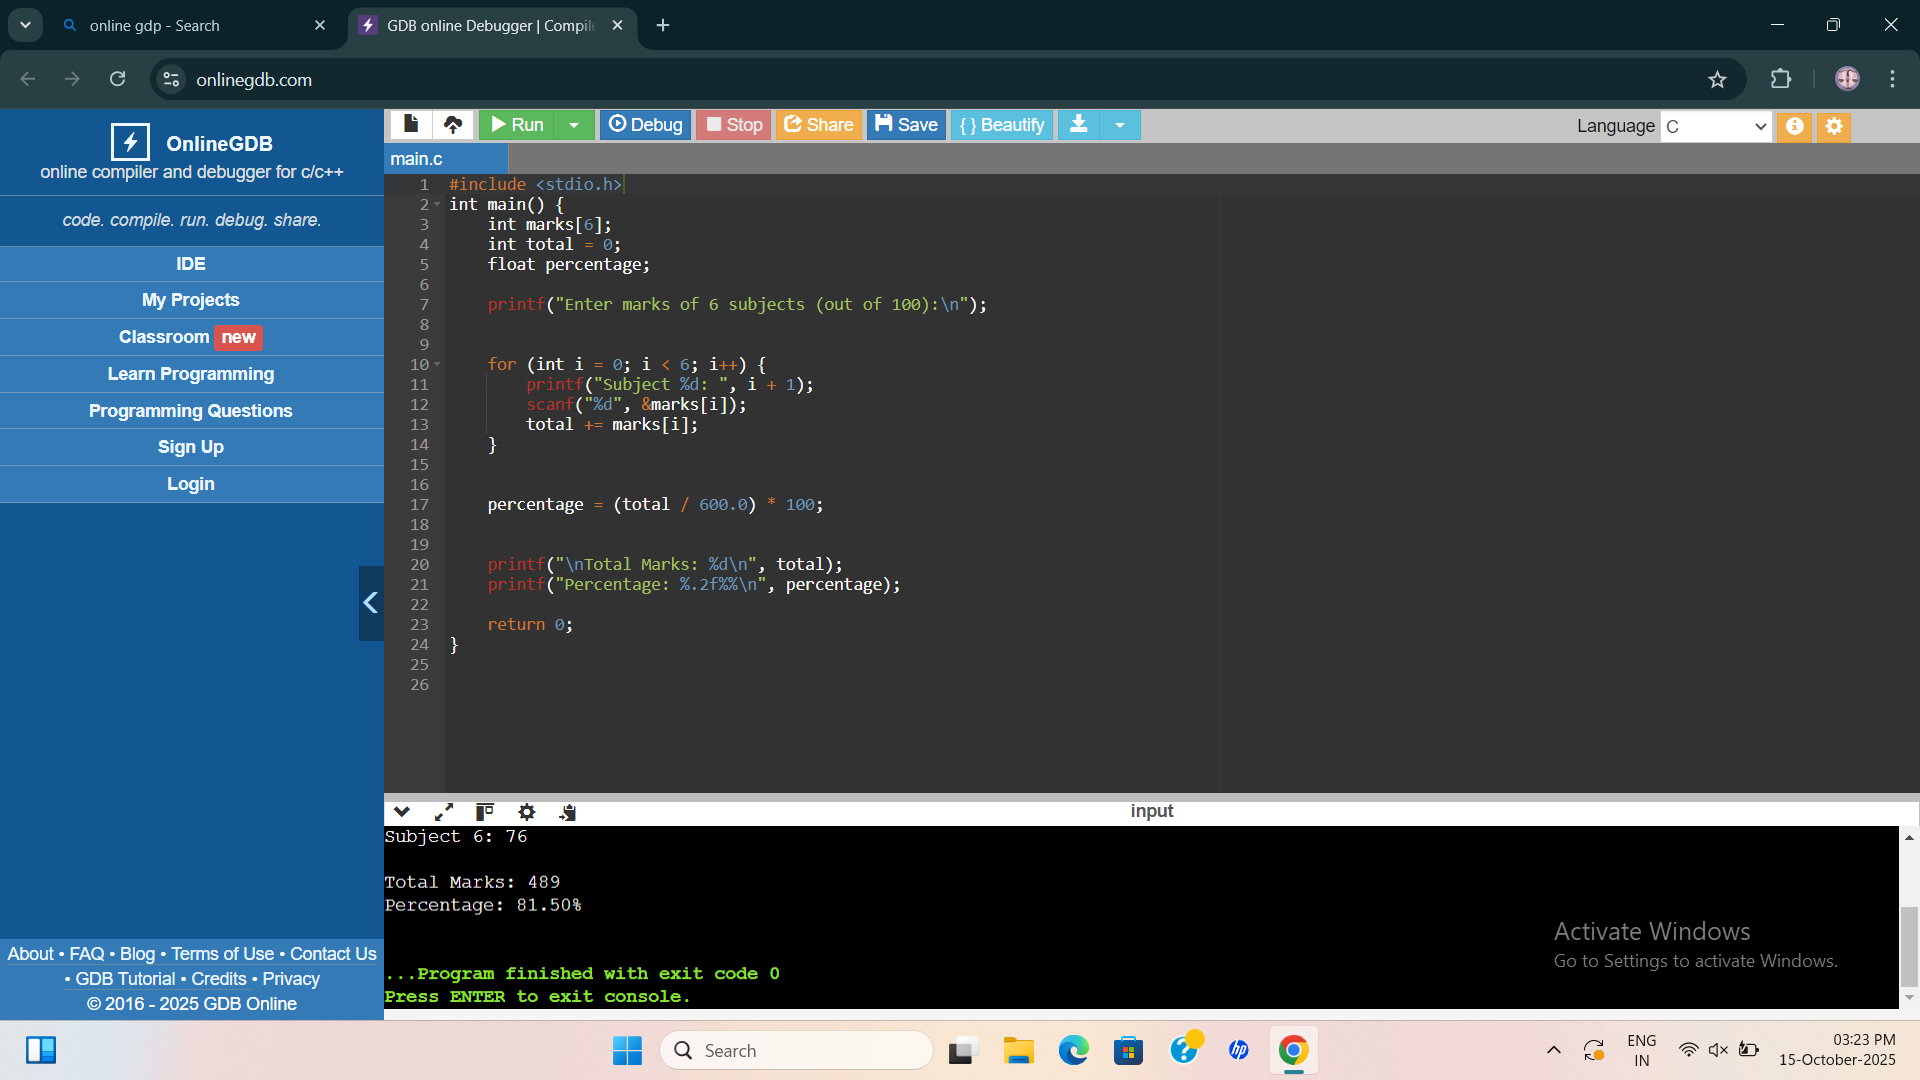 online gdp - Search
GDB online Debugger | Compile
onlinegdb.com
OnlineGDB
online compiler and debugger for c/c++
code. compile. run. debug. share.
IDE
My Projects
Classroom new
Learn Programming
Programming Questions
Sign Up
Login
About • FAQ • Blog • Terms of Use • Contact Us
• GDB Tutorial • Credits • Privacy
© 2016 - 2025 GDB Online
Run Debug Stop Share Save { } Beautify
Language C
main.c
1 #include <stdio.h>
2 int main() {
3 int marks[6];
4 int total = 0;
5 float percentage;
6
7 printf("Enter marks of 6 subjects (out of 100):\n");
8
9
10 for (int i = 0; i < 6; i++) {
11 printf("Subject %d: ", i + 1);
12 scanf("%d", &marks[i]);
13 total += marks[i];
14 }
15
16
17 percentage = (total / 600.0) * 100;
18
19
20 printf("\nTotal Marks: %d\n", total);
21 printf("Percentage: %.2f%%\n", percentage);
22
23 return 0;
24 }
25
26
input
Subject 6: 76
Total Marks: 489
Percentage: 81.50%
...Program finished with exit code 0
Press ENTER to exit console.
Activate Windows
Go to Settings to activate Windows.
Search
hp
ENG
IN
03:23 PM
15-October-2025